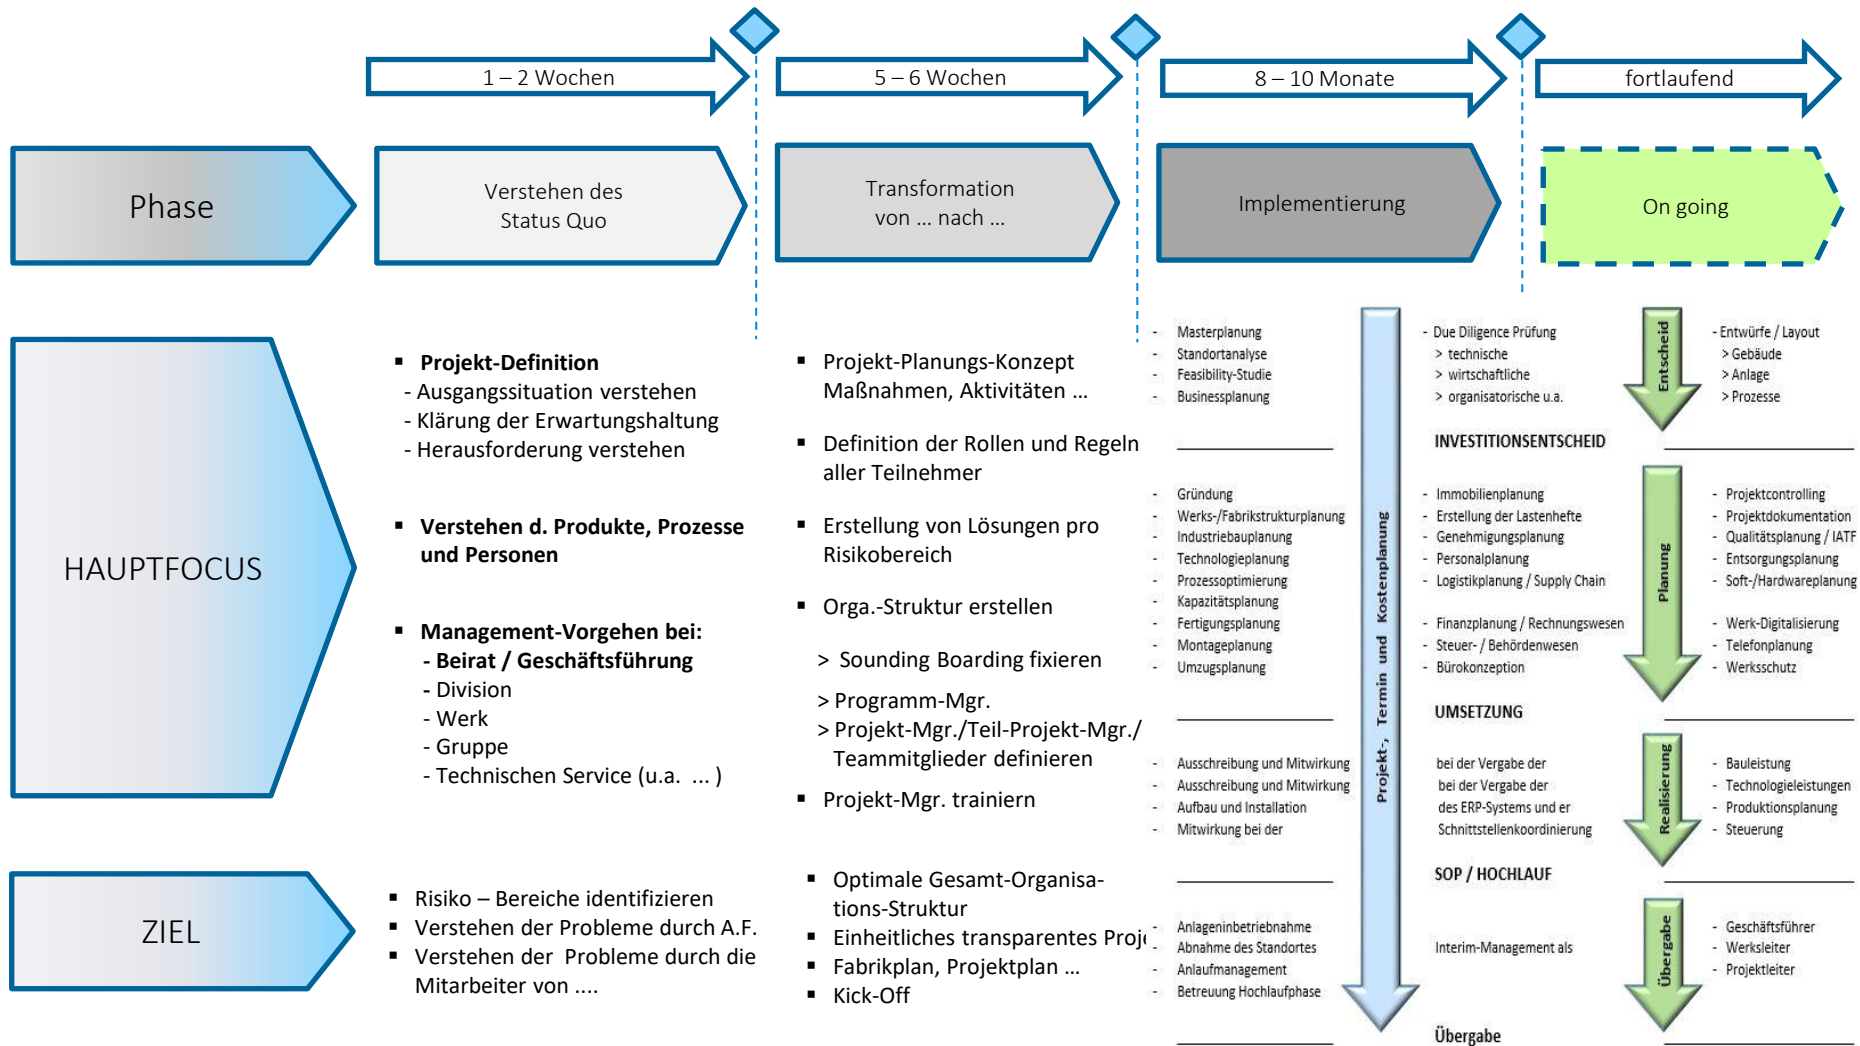 1 – 2 Wochen
5 – 6 Wochen
8 – 10 Monate
fortlaufend
Phase
Verstehen des
Status Quo
Transformation
von ... nach ...
Implementierung
On going
HAUPTFOCUS
▪ Projekt-Definition
- Ausgangssituation verstehen
- Klärung der Erwartungshaltung
- Herausforderung verstehen
▪ Verstehen d. Produkte, Prozesse
und Personen
▪ Management-Vorgehen bei:
- Beirat / Geschäftsführung
- Division
- Werk
- Gruppe
- Technischen Service (u.a. ... )
▪ Projekt-Planungs-Konzept
Maßnahmen, Aktivitäten ...
▪ Definition der Rollen und Regeln
aller Teilnehmer
▪ Erstellung von Lösungen pro
Risikobereich
▪ Orga.-Struktur erstellen
> Sounding Boarding fixieren
> Programm-Mgr.
> Projekt-Mgr./Teil-Projekt-Mgr./
Teammitglieder definieren
▪ Projekt-Mgr. trainiern
- Masterplanung
- Standortanalyse
- Feasibility-Studie
- Businessplanung
- Gründung
- Werks-/Fabrikstrukturplanung
- Industriebauplanung
- Technologieplanung
- Prozessoptimierung
- Kapazitätsplanung
- Fertigungsplanung
- Montageplanung
- Umzugsplanung
- Ausschreibung und Mitwirkung
- Ausschreibung und Mitwirkung
- Aufbau und Installation
- Mitwirkung bei der
- Anlageninbetriebnahme
- Abnahme des Standortes
- Anlaufmanagement
- Betreuung Hochlaufphase
Projekt-, Termin und Kostenplanung
- Due Diligence Prüfung
> technische
> wirtschaftliche
> organisatorische u.a.
INVESTITIONSENTSCHEID
- Immobilienplanung
- Erstellung der Lastenhefte
- Genehmigungsplanung
- Personalplanung
- Logistikplanung / Supply Chain
- Finanzplanung / Rechnungswesen
- Steuer- / Behördenwesen
- Bürokonzeption
UMSETZUNG
bei der Vergabe der
bei der Vergabe der
des ERP-Systems und er
Schnittstellenkoordinierung
SOP / HOCHLAUF
Interim-Management als
Übergabe
Entscheid
Planung
Realisierung
Übergabe
- Entwürfe / Layout
> Gebäude
> Anlage
> Prozesse
- Projektcontrolling
- Projektdokumentation
- Qualitätsplanung / IATF
- Entsorgungsplanung
- Soft-/Hardwareplanung
- Werk-Digitalisierung
- Telefonplanung
- Werksschutz
- Bauleistung
- Technologieleistungen
- Produktionsplanung
- Steuerung
- Geschäftsführer
- Werksleiter
- Projektleiter
ZIEL
▪ Risiko – Bereiche identifizieren
▪ Verstehen der Probleme durch A.F.
▪ Verstehen der Probleme durch die
Mitarbeiter von ....
▪ Optimale Gesamt-Organisa-
tions-Struktur
▪ Einheitliches transparentes Proje
▪ Fabrikplan, Projektplan ...
▪ Kick-Off